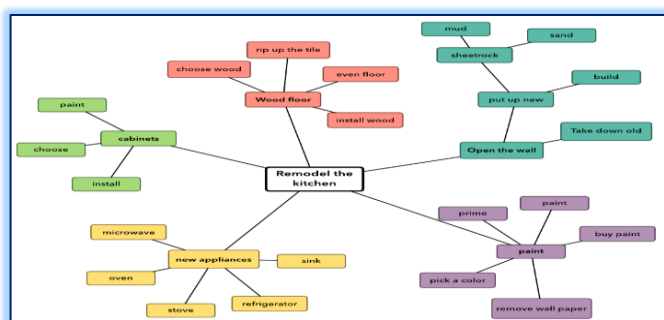 mud
sand
sheetrock
build
put up new
Take down old
Open the wall
rip up the tile
choose wood
even floor
Wood floor
install wood
paint
cabinets
choose
install
Remodel the
kitchen
microwave
new appliances
sink
oven
stove
refrigerator
paint
prime
buy paint
paint
pick a color
remove wall paper